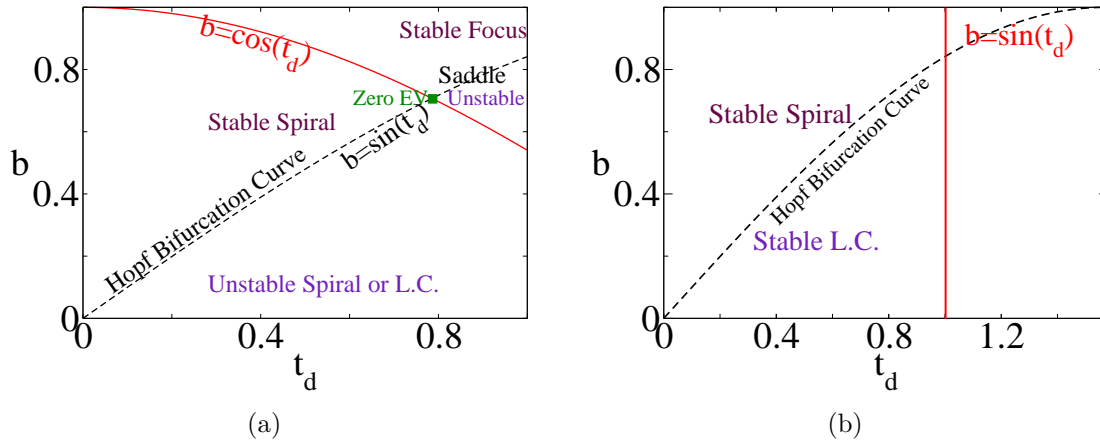 b=cos(t_d)
Stable Focus
0.8
Saddle
Zero EV
Unstable
Stable Spiral
b=sin(t_d)
b
0.4
Hopf Bifurcation Curve
Unstable Spiral or L.C.
0
0
0.4
0.8
t_d
(a)
b=sin(t_d)
0.8
Stable Spiral
b
Hopf Bifurcation Curve
0.4
Stable L.C.
0
0
0.4
0.8
1.2
t_d
(b)